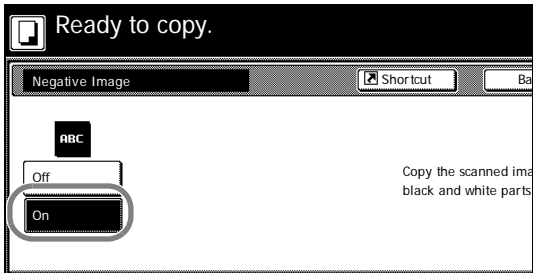 Ready to copy.
Negative Image
Shortcut
Ba
ABC
Off
Copy the scanned ima
black and white parts
On